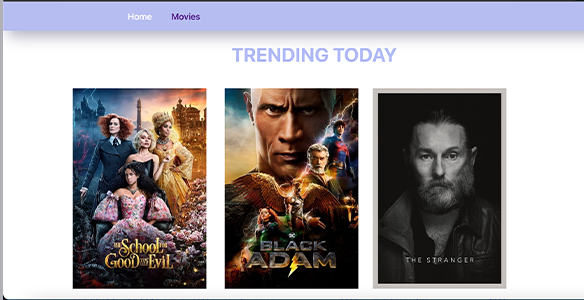 Home Movies
TRENDING TODAY
THE SCHOOL FOR
GOOD AND EVIL
DC
BLACK
ADAM
THE STRANGER